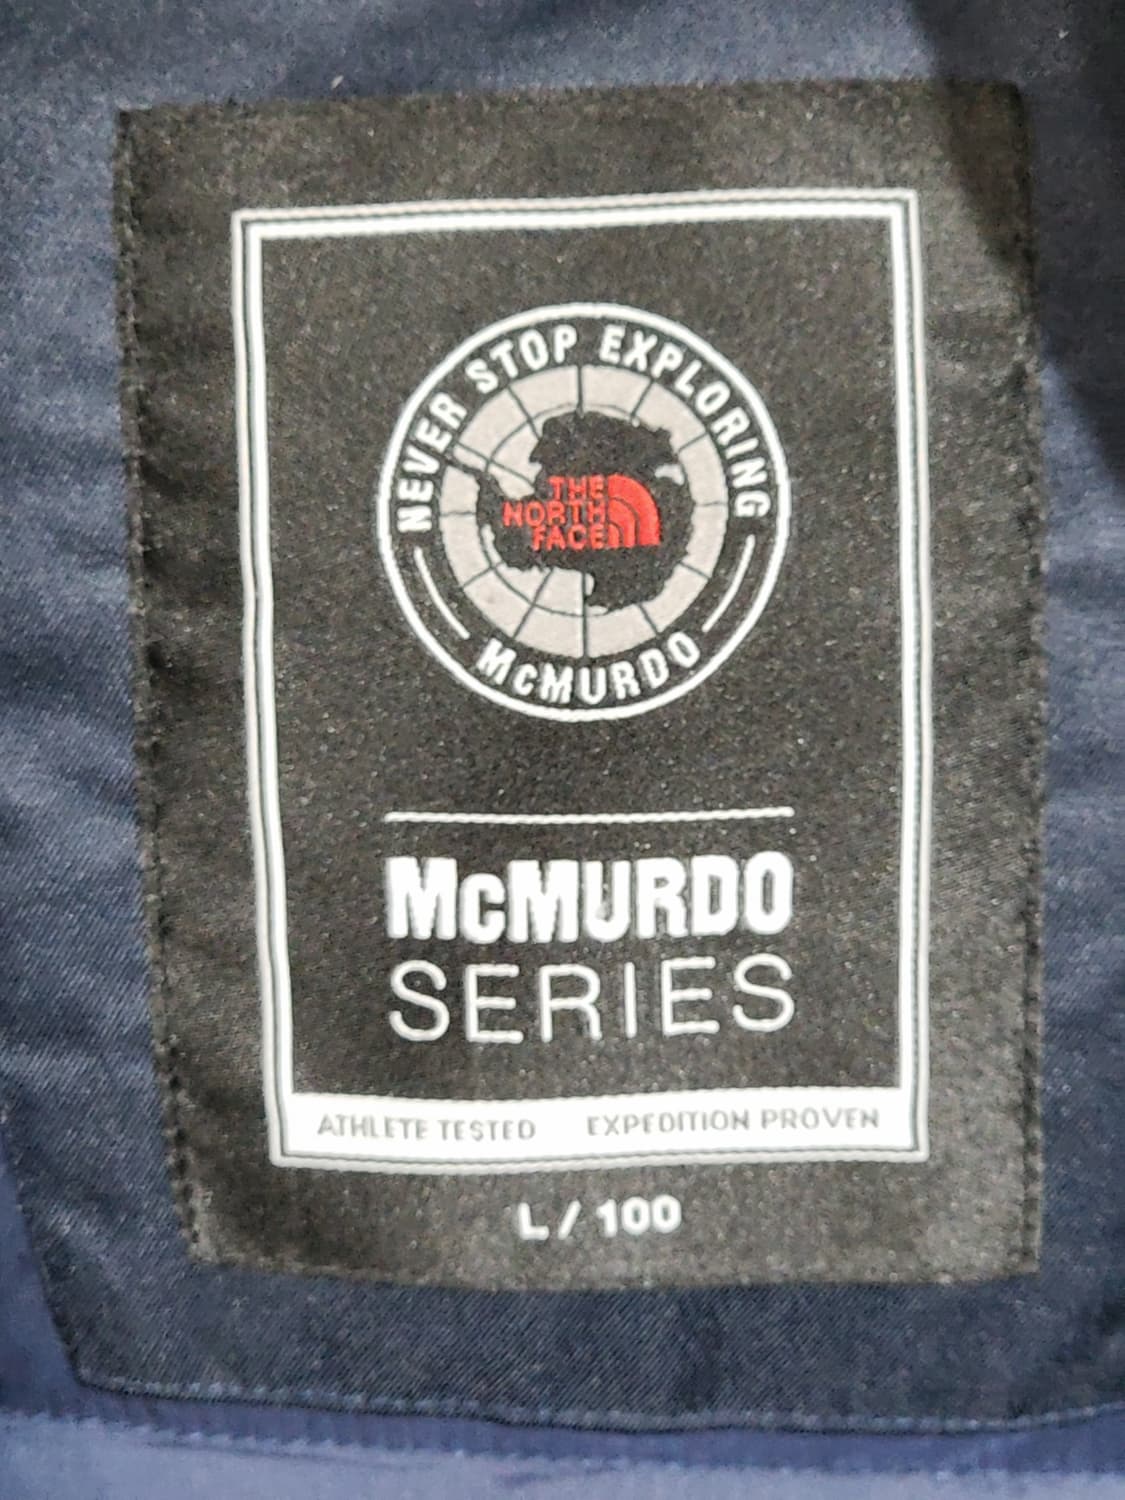 NEVER STOP EXPLORING
THE
NORTH
FACE
McMURDO
McMURDO
SERIES
ATHLETE TESTED EXPEDITION PROVEN
L / 100